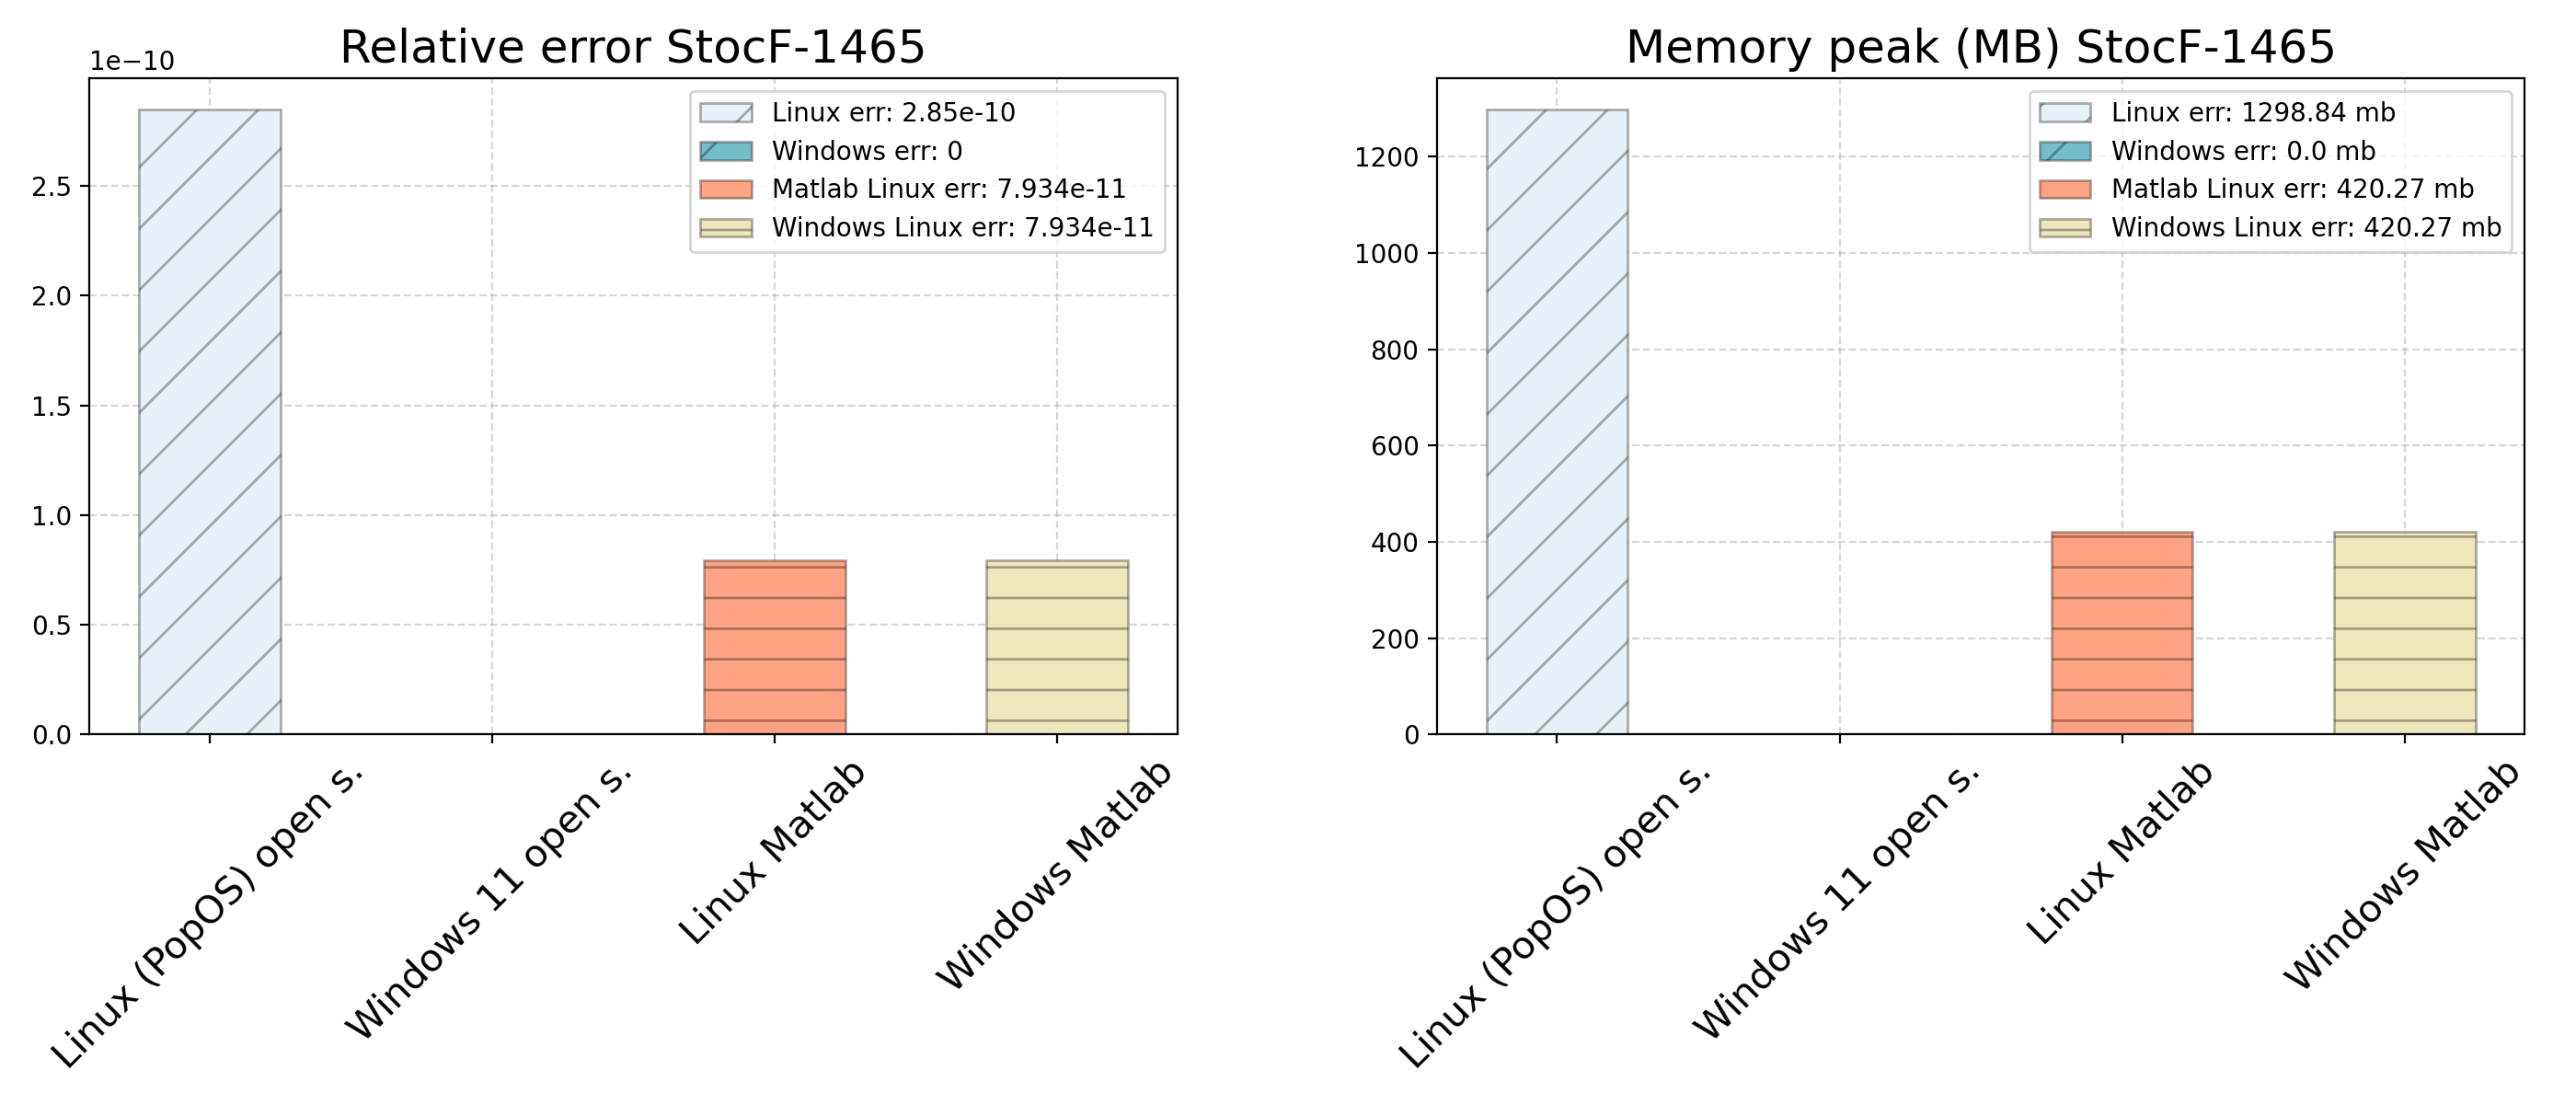 Relative error StocF-1465
1e−10
2.5
2.0
1.5
1.0
0.5
0.0
Linux err: 2.85e-10
Windows err: 0
Matlab Linux err: 7.934e-11
Windows Linux err: 7.934e-11
Linux (PopOS) open s.
Windows 11 open s.
Linux Matlab
Windows Matlab
Memory peak (MB) StocF-1465
1200
1000
800
600
400
200
0
Linux err: 1298.84 mb
Windows err: 0.0 mb
Matlab Linux err: 420.27 mb
Windows Linux err: 420.27 mb
Linux (PopOS) open s.
Windows 11 open s.
Linux Matlab
Windows Matlab